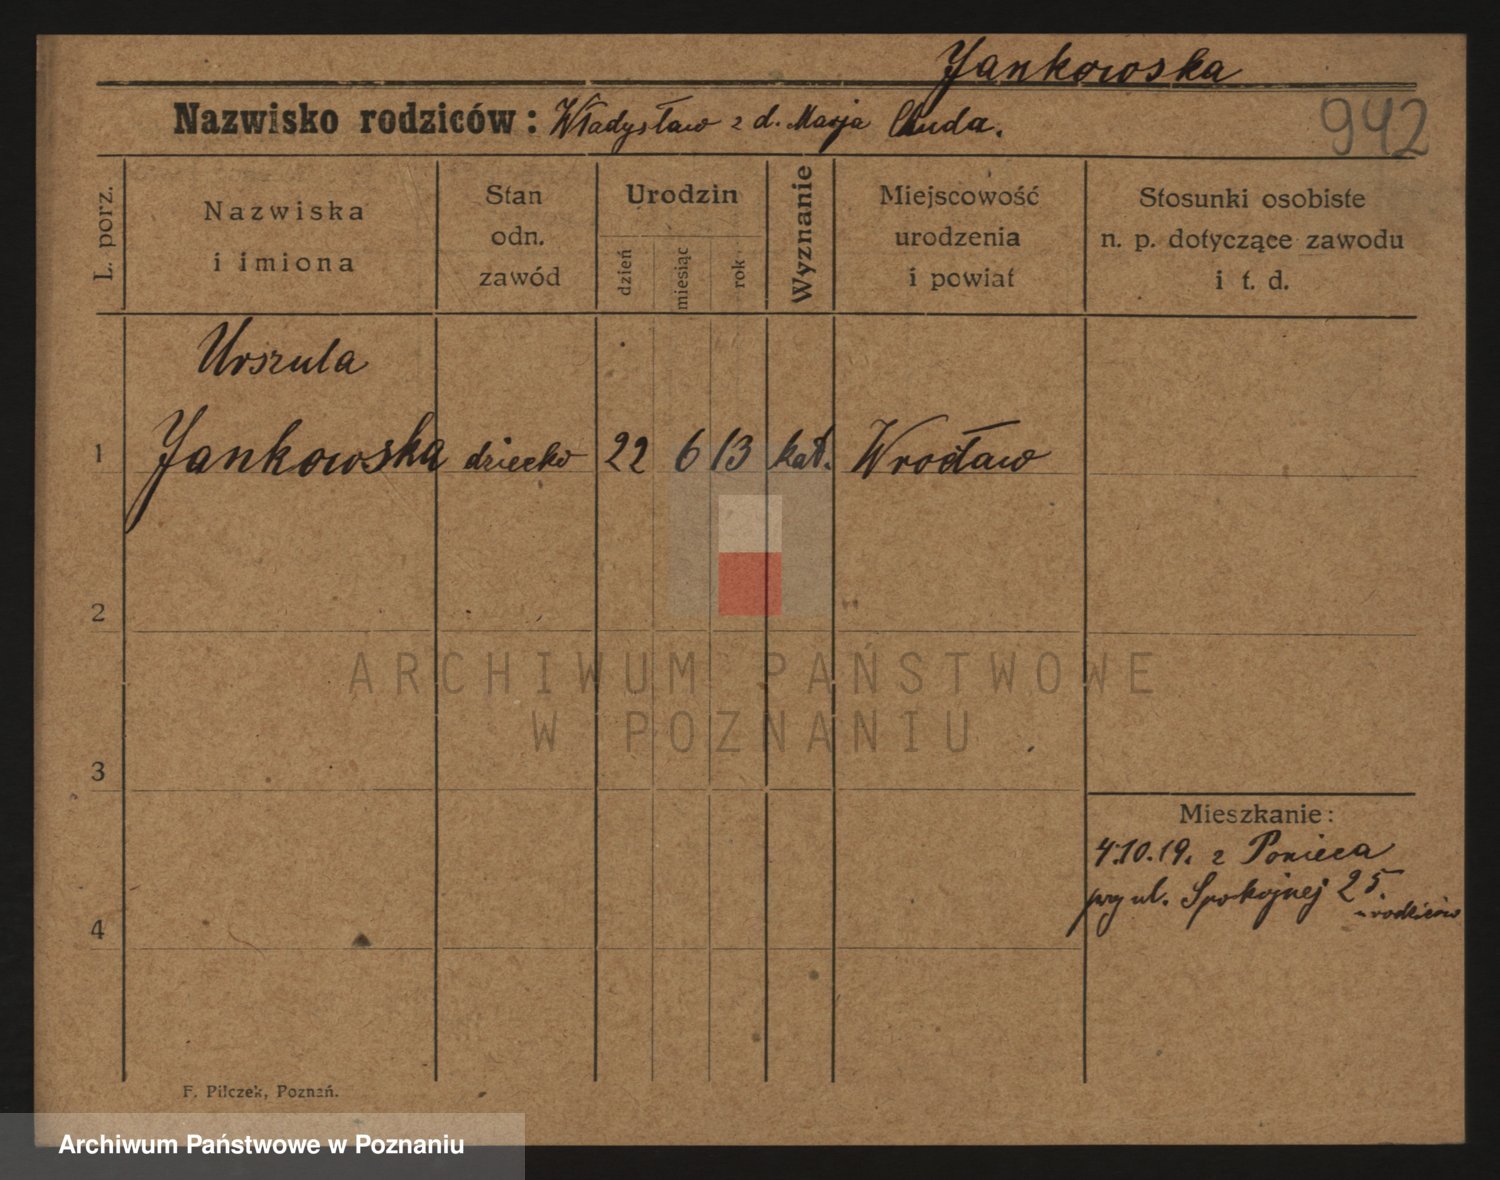 Jankowska
Nazwisko rodziców: Władysław z d. Marja Chuda.
942
L. porz.
Nazwiska
i imiona
Stan
odn.
zawód
Urodzin
dzień
miesiąc
rok
Wyznanie
Miejscowość
urodzenia
i powiat
Stosunki osobiste
n. p. dotyczące zawodu
i t. d.
Urszula
1 Jankowska dziecko 22 6 13 kat. Wrocław
2
ARCHIWUM PAŃSTWOWE
W POZNANIU
3
Mieszkanie:
4.10.19. z Ponieca
przy ul. Spokojnej 25.
u rodziców
4
F. Pilczek, Poznań.
Archiwum Państwowe w Poznaniu